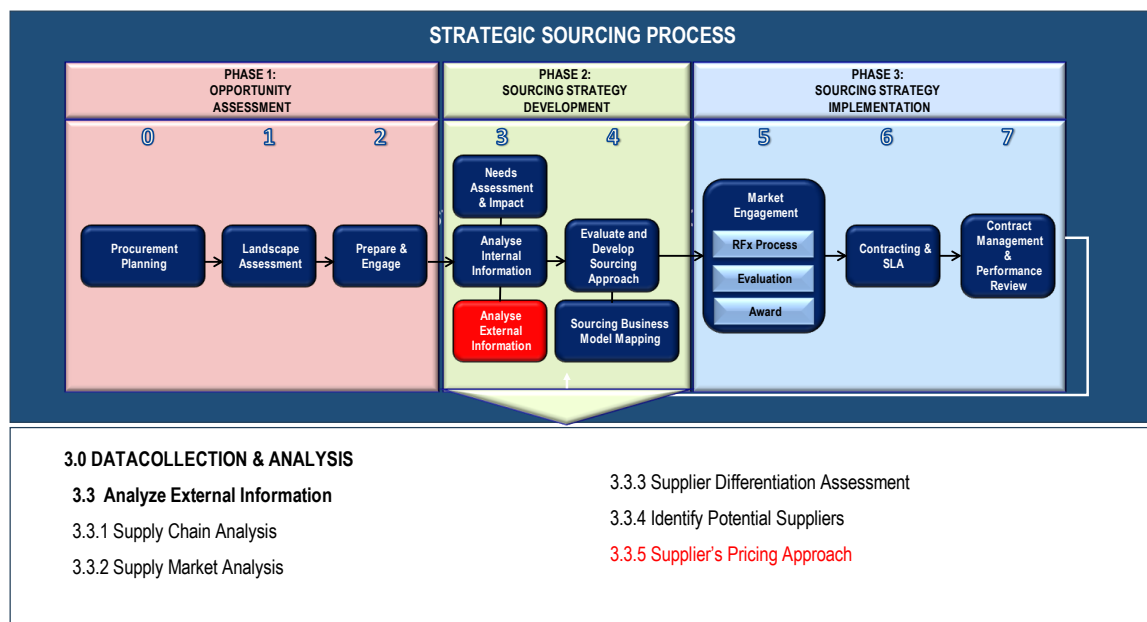 STRATEGIC SOURCING PROCESS
PHASE 1:
OPPORTUNITY
ASSESSMENT
PHASE 2:
SOURCING STRATEGY
DEVELOPMENT
PHASE 3:
SOURCING STRATEGY
IMPLEMENTATION
0
1
2
3
4
5
6
7
Procurement
Planning
Landscape
Assessment
Prepare &
Engage
Needs
Assessment
& Impact
Analyse
Internal
Information
Analyse
External
Information
Evaluate and
Develop
Sourcing
Approach
Sourcing Business
Model Mapping
Market
Engagement
RFx Process
Evaluation
Award
Contracting &
SLA
Contract
Management
&
Performance
Review
3.0 DATACOLLECTION & ANALYSIS
3.3 Analyze External Information
3.3.1 Supply Chain Analysis
3.3.2 Supply Market Analysis
3.3.3 Supplier Differentiation Assessment
3.3.4 Identify Potential Suppliers
3.3.5 Supplier's Pricing Approach